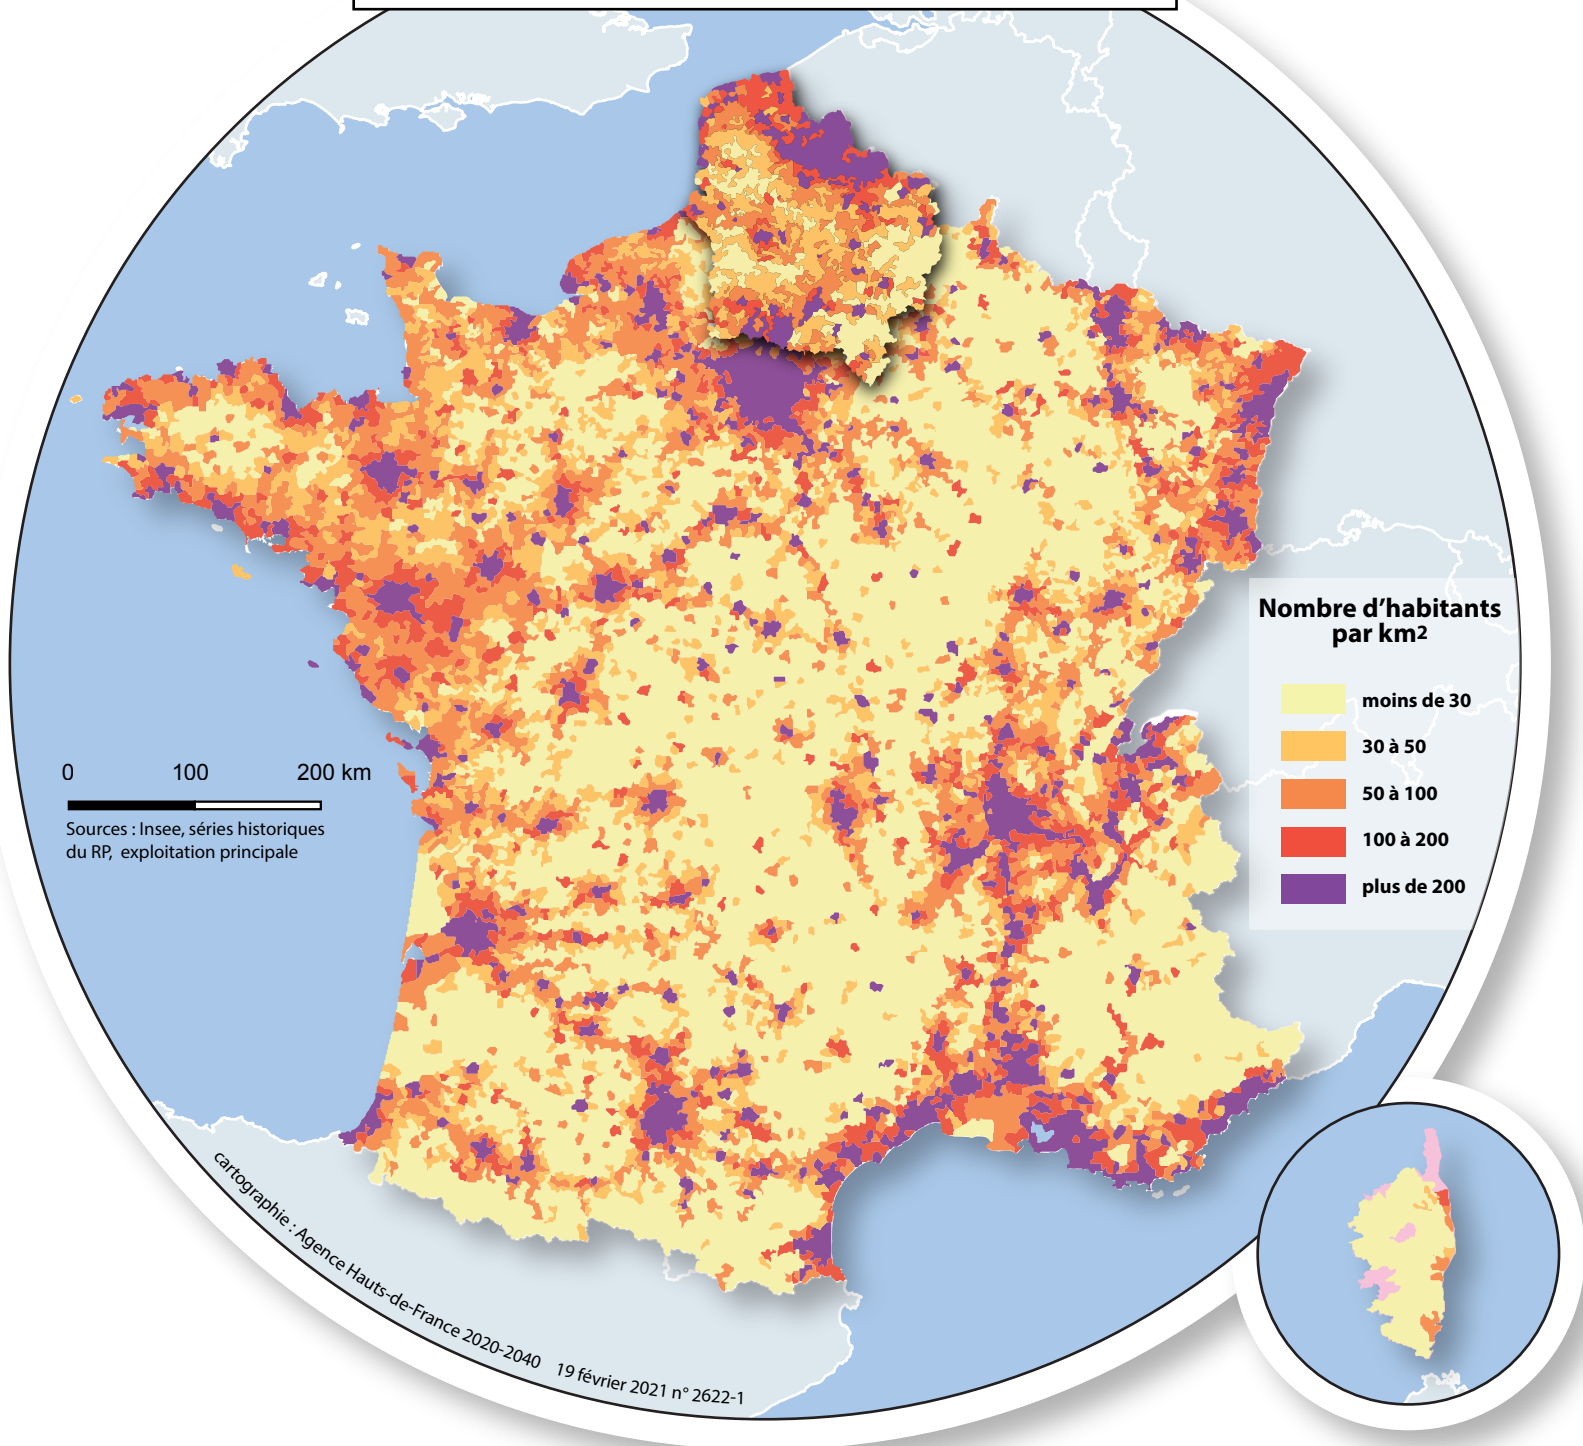 Nombre d’habitants
par km2
moins de 30
30 à 50
50 à 100
100 à 200
plus de 200
0 100 200 km
Sources : Insee, séries historiques
du RP, exploitation principale
cartographie : Agence Hauts-de-France 2020-2040 19 février 2021 n° 2622-1